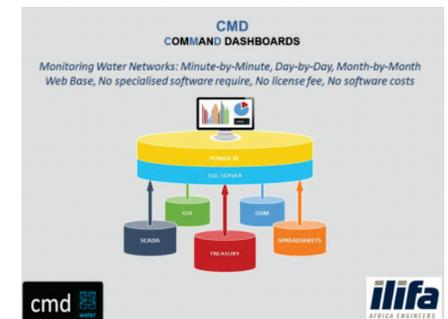 CMD
COMMAND DASHBOARDS
Monitoring Water Networks: Minute-by-Minute, Day-by-Day, Month-by-Month
Web Base, No specialised software require, No license fee, No software costs
POWER BI
SQL SERVER
GIS
GSM
SCADA
TREASURY
SPREADSHEETS
cmd
water
ilifa
AFRICA ENGINEERS